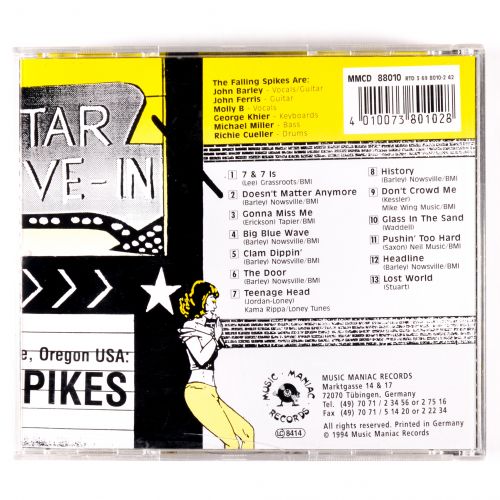 TAR
VE-IN
e, Oregon USA:
PIKES
The Falling Spikes Are:
John Barley - Vocals/Guitar
John Ferris - Guitar
Molly B - Vocals
George Khier - Keyboards
Michael Miller - Bass
Richie Cueller - Drums
MMCD 88010 RTD 3 69 8010-2 42
4 010073 801028
1 7 & 7 Is
(Lee) Grassroots/BMI
2 Doesn't Matter Anymore
(Barley) Nowsville/BMI
3 Gonna Miss Me
(Erickson) Tapier/BMI
4 Big Blue Wave
(Barley) Nowsville/BMI
5 Clam Dippin'
(Barley) Nowsville/BMI
6 The Door
(Barley) Nowsville/BMI
7 Teenage Head
(Jordan-Loney)
Kama Rippa/Loney Tunes
8 History
(Barley) Nowsville/BMI
9 Don't Crowd Me
(Kessler)
Mike Wing Music/BMI
10 Glass In The Sand
(Waddell)
11 Pushin' Too Hard
(Saxon) Neil Music/BMI
12 Headline
(Barley) Nowsville/BMI
13 Lost World
(Stuart)
MUSIC MANIAC
RECORDS
LC 8414
MUSIC MANIAC RECORDS
Marktgasse 14 & 17
72070 Tübingen, Germany
Tel (49) 70 71 / 2 34 56 or 2 75 16
Fax (49) 70 71 / 5 14 20 or 2 22 34
All rights reserved. Printed in Germany
© 1994 Music Maniac Records